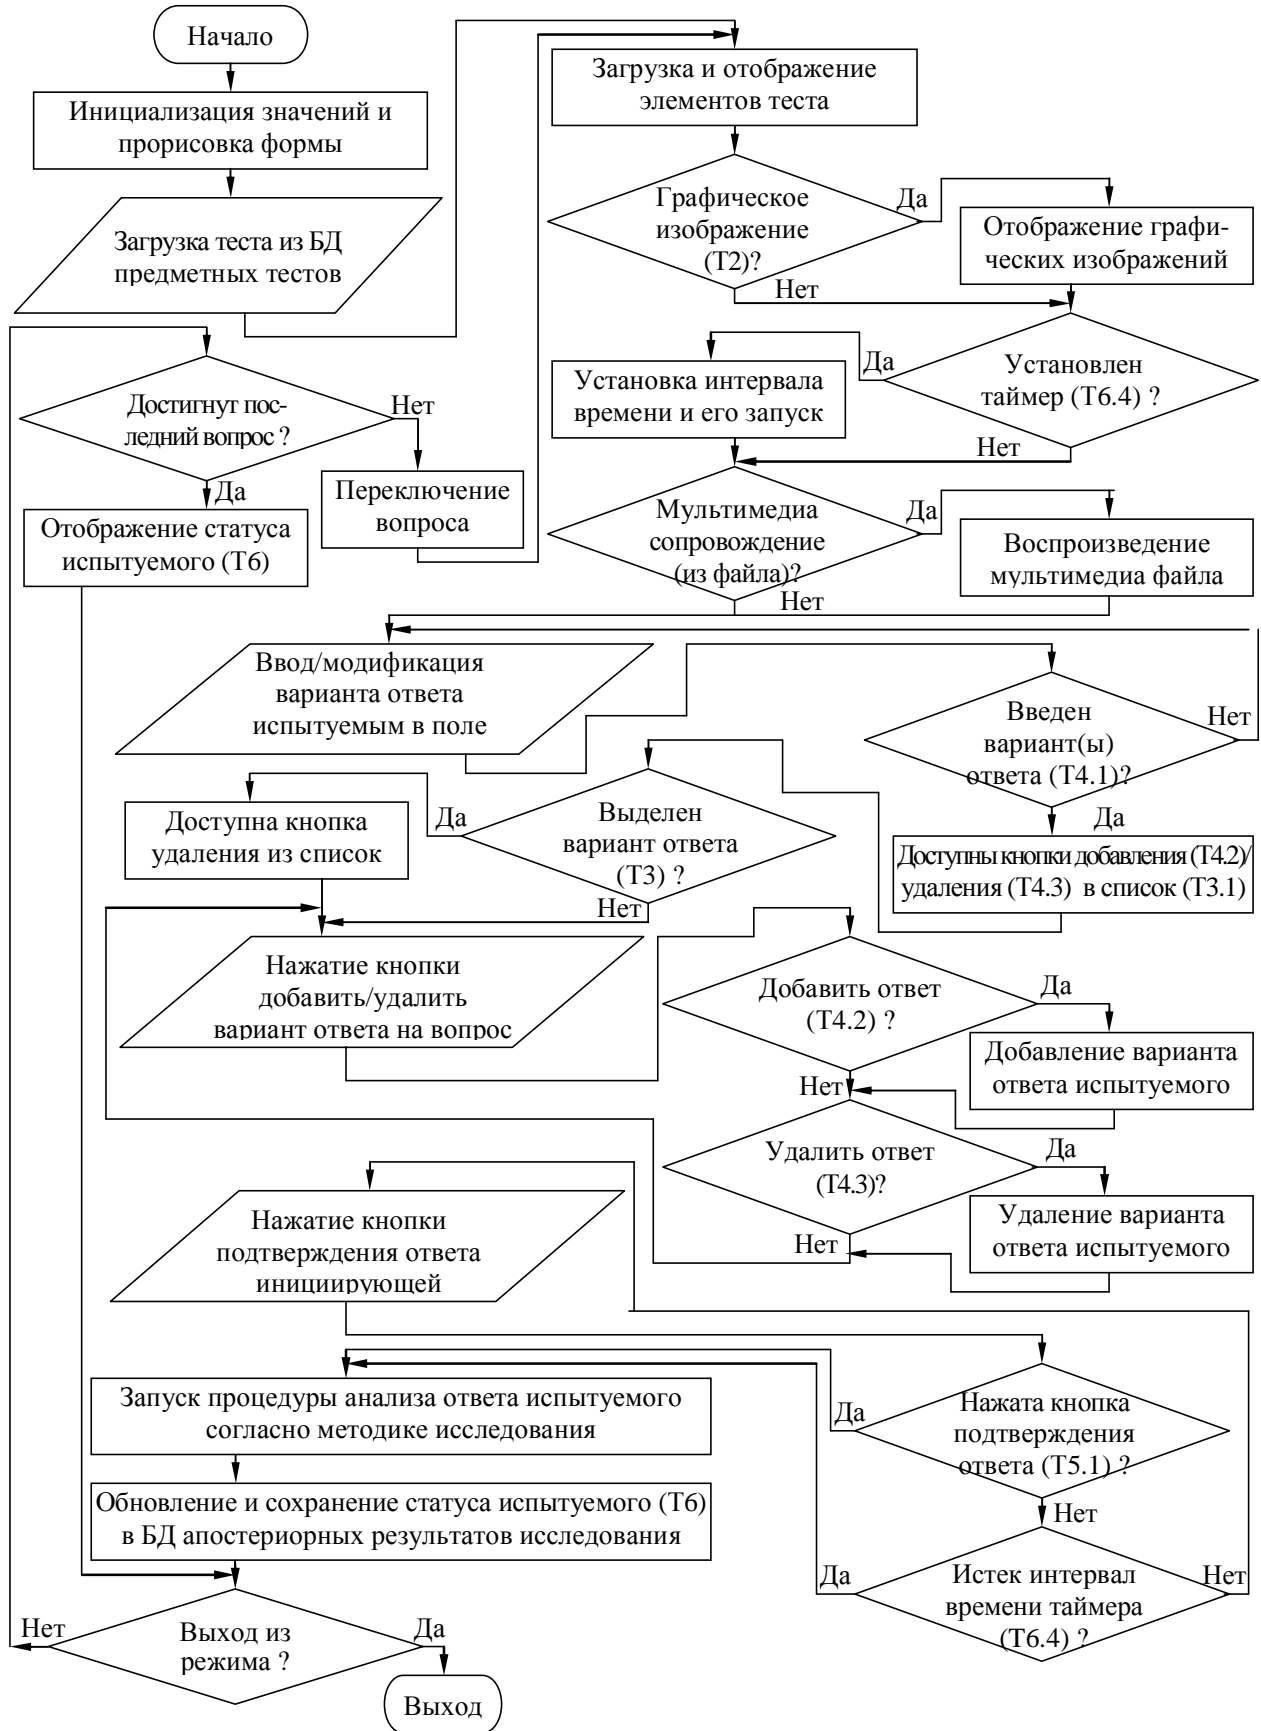 Начало
Инициализация значений и
прорисовка формы
Загрузка теста из БД
предметных тестов
Загрузка и отображение
элементов теста
Графическое
изображение
(Т2)?
Да
Нет
Отображение графи-
ческих изображений
Установлен
таймер (Т6.4) ?
Да
Нет
Установка интервала
времени и его запуск
Достигнут пос-
ледний вопрос ?
Нет
Да
Переключение
вопроса
Отображение статуса
испытуемого (Т6)
Мультимедиа
сопровождение
(из файла)?
Да
Нет
Воспроизведение
мультимедиа файла
Ввод/модификация
варианта ответа
испытуемым в поле
Введен
вариант(ы)
ответа (Т4.1)?
Нет
Да
Доступны кнопки добавления (Т4.2)/
удаления (Т4.3) в список (Т3.1)
Выделен
вариант ответа
(Т3) ?
Да
Нет
Доступна кнопка
удаления из список
Нажатие кнопки
добавить/удалить
вариант ответа на вопрос
Добавить ответ
(Т4.2) ?
Да
Нет
Добавление варианта
ответа испытуемого
Удалить ответ
(Т4.3)?
Да
Нет
Удаление варианта
ответа испытуемого
Нажатие кнопки
подтверждения ответа
инициирующей
Нажата кнопка
подтверждения
ответа (Т5.1) ?
Да
Нет
Запуск процедуры анализа ответа испытуемого
согласно методике исследования
Обновление и сохранение статуса испытуемого (Т6)
в БД апостериорных результатов исследования
Истек интервал
времени таймера
(Т6.4) ?
Да
Нет
Выход из
режима ?
Нет
Да
Выход